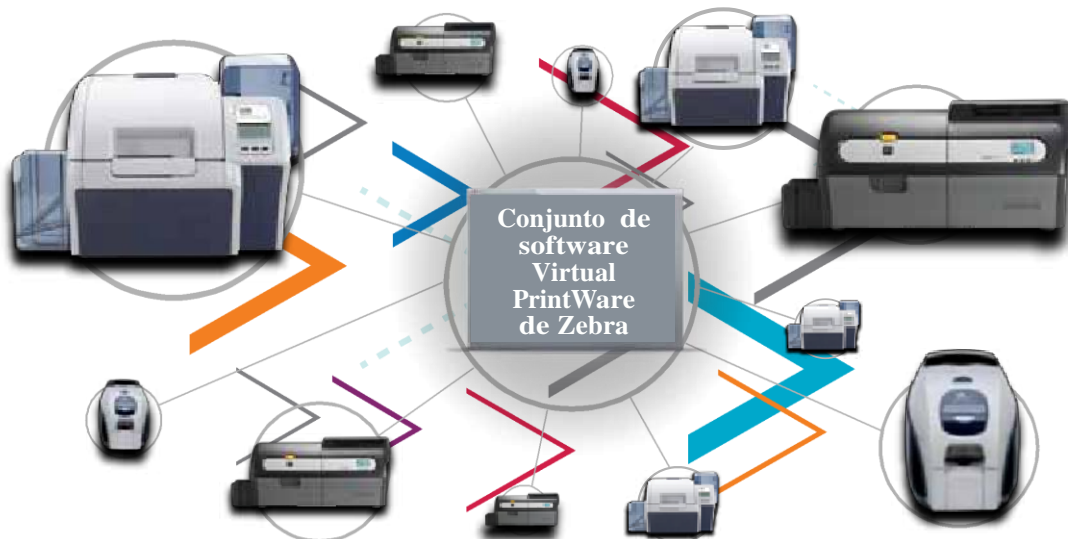 Conjunto de
software
Virtual
PrintWare
de Zebra